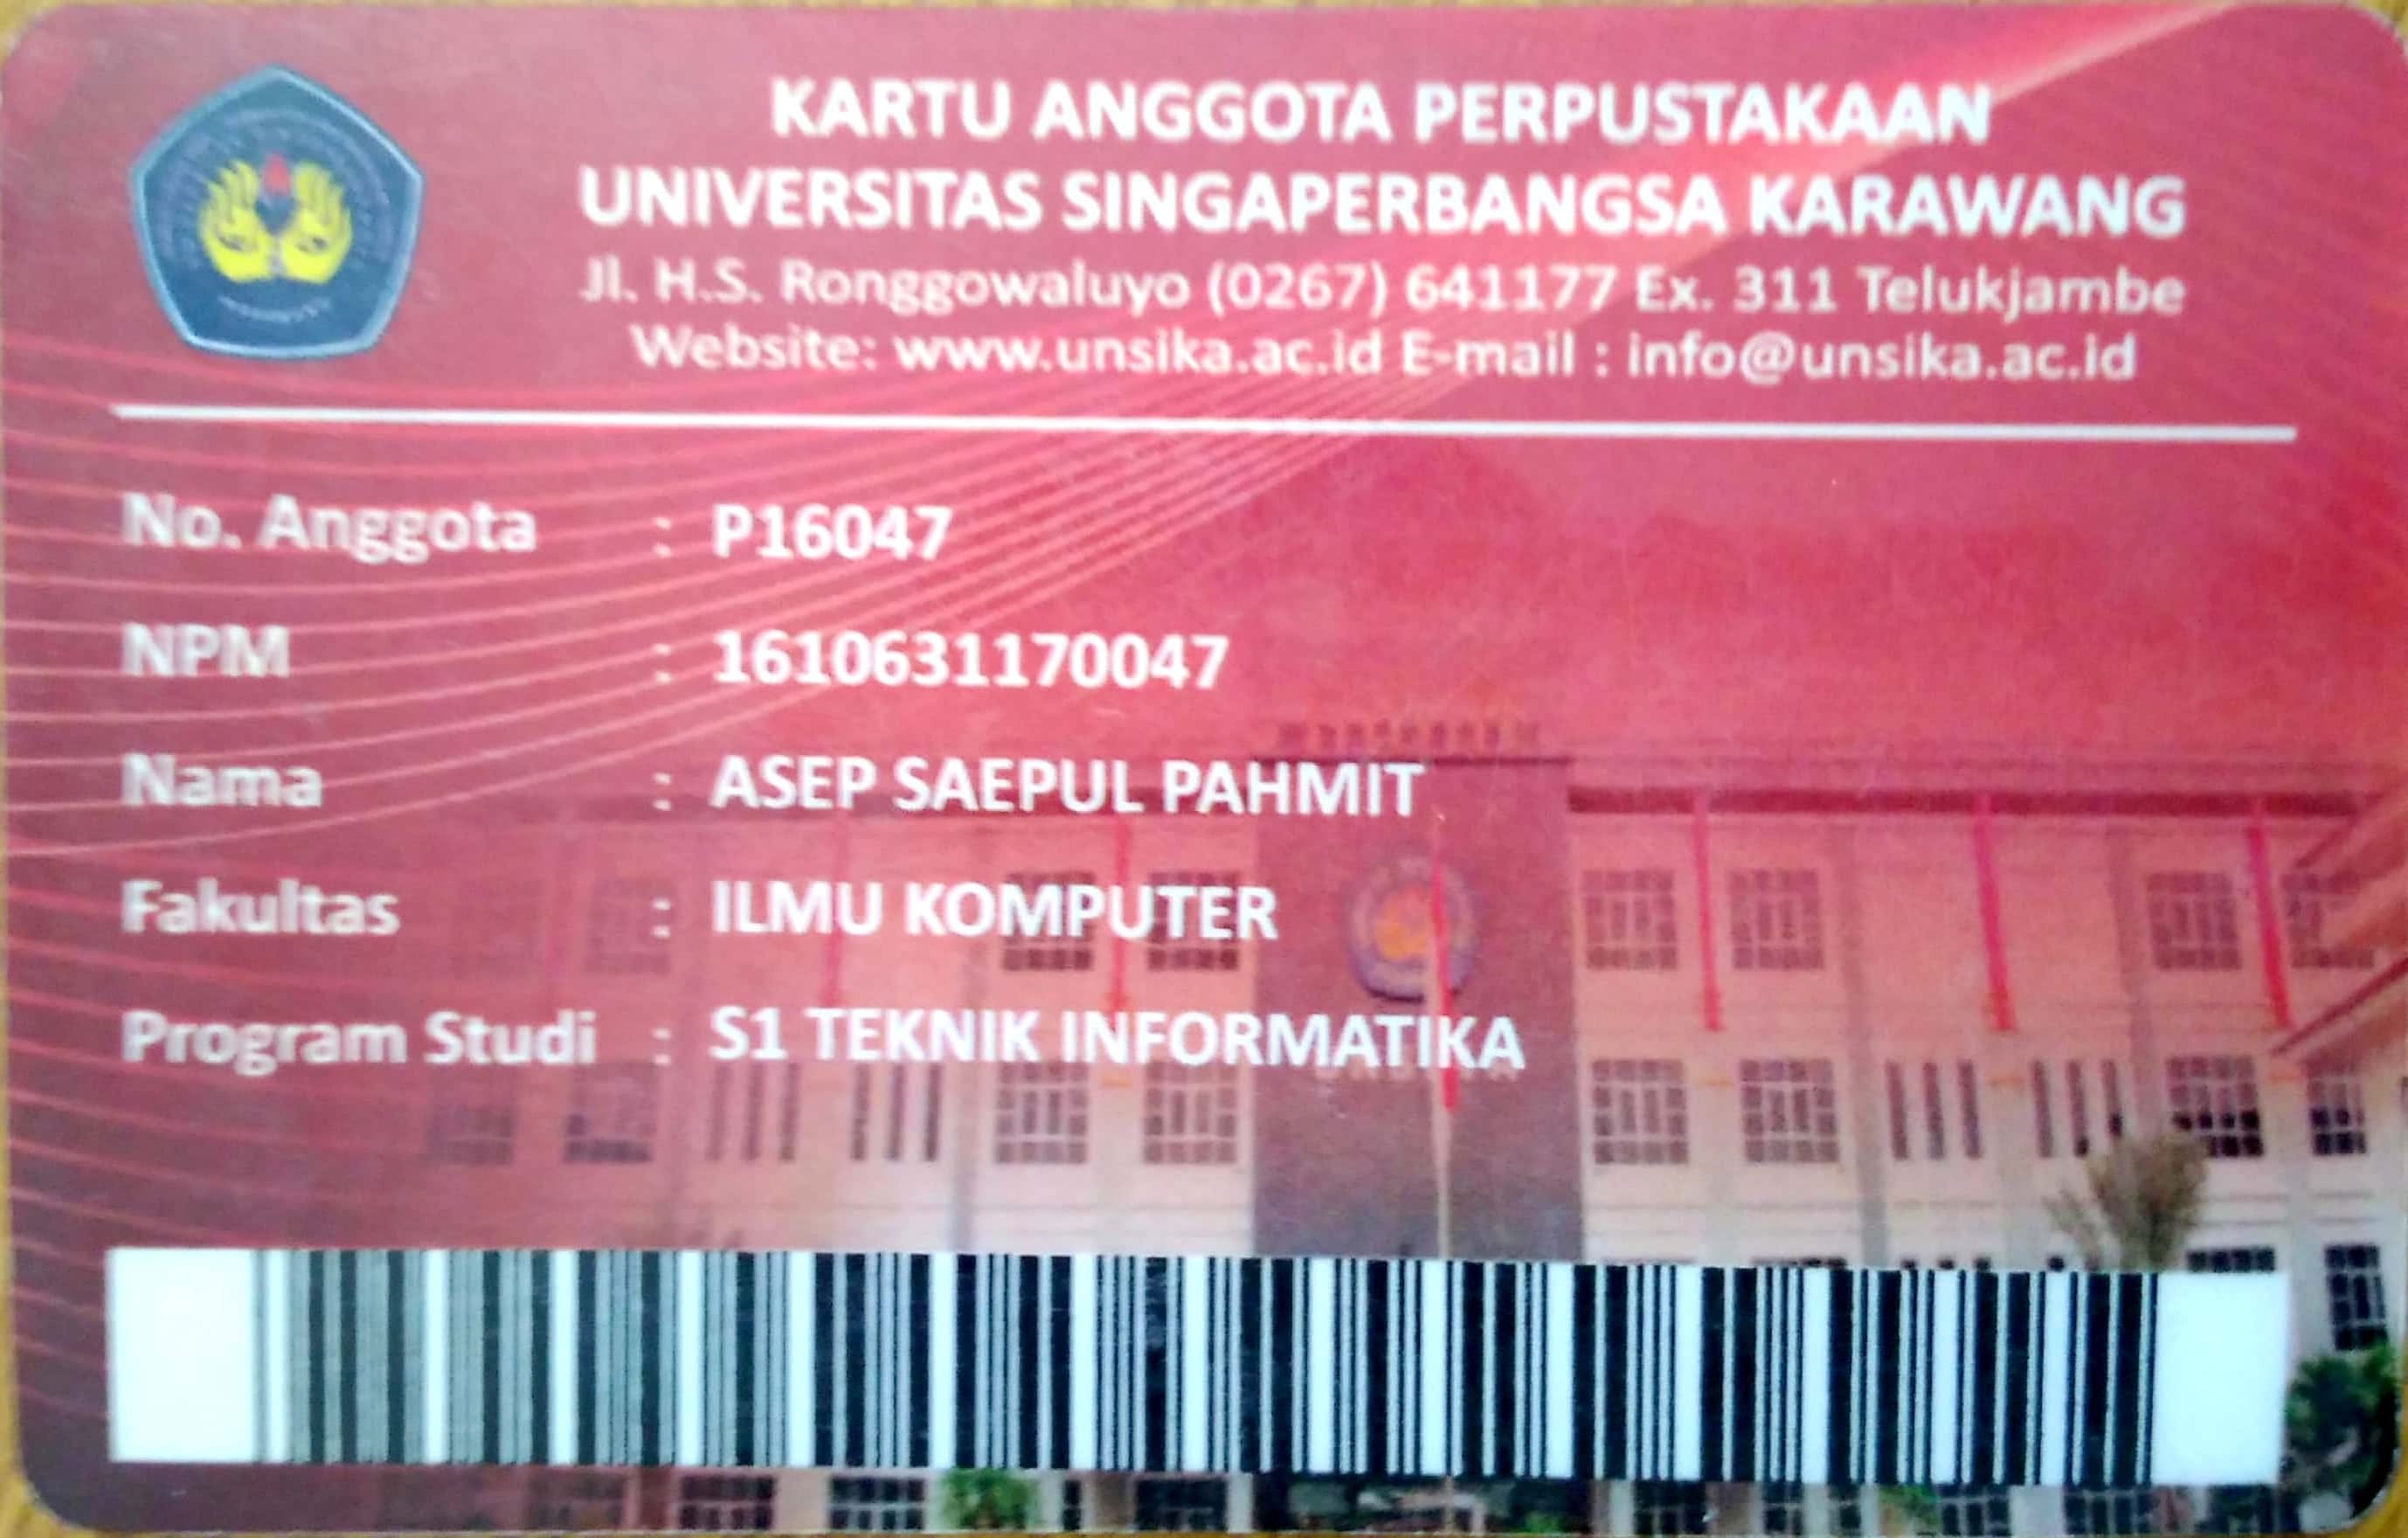 KARTU ANGGOTA PERPUSTAKAAN
UNIVERSITAS SINGAPERBANGSA KARAWANG
Jl. H.S. Ronggowaluyo (0267) 641177 Ex. 311 Telukjambe
Website: www.unsika.ac.id E-mail : info@unsika.ac.id
No. Anggota : P16047
NPM : 1610631170047
Nama : ASEP SAEPUL PAHMIT
Fakultas : ILMU KOMPUTER
Program Studi : S1 TEKNIK INFORMATIKA